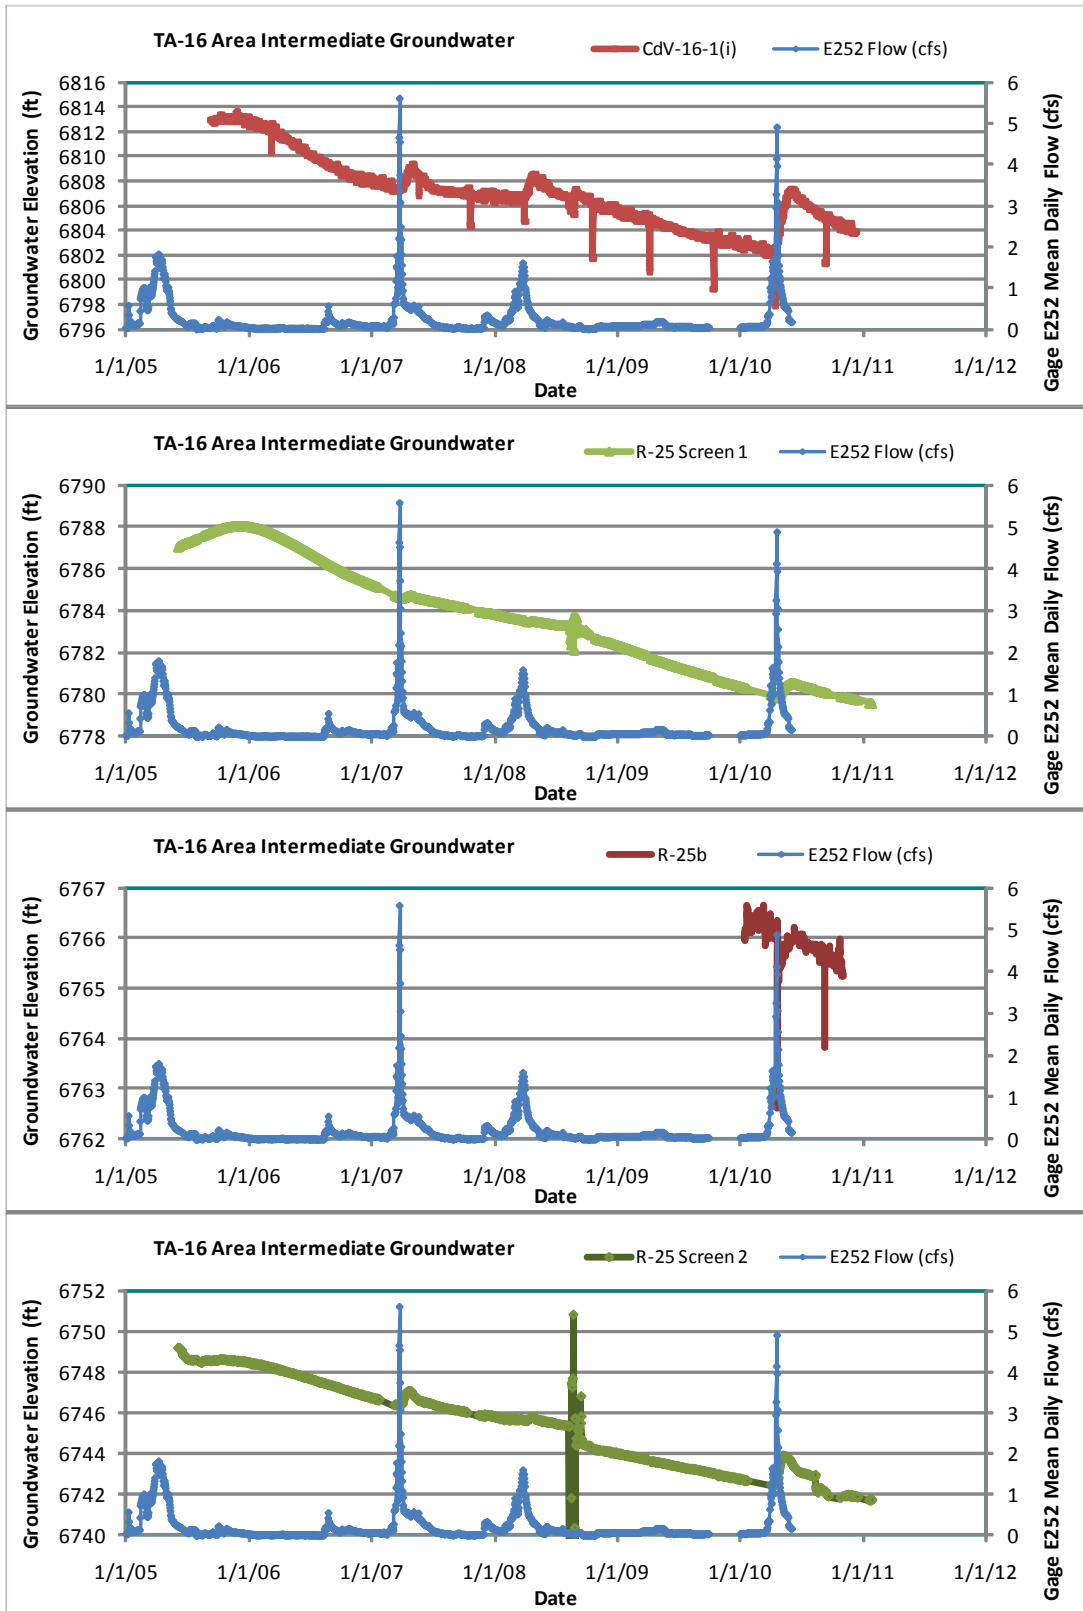 TA-16 Area Intermediate Groundwater
CdV-16-1(i)
E252 Flow (cfs)
Groundwater Elevation (ft)
6816
6814
6812
6810
6808
6806
6804
6802
6800
6798
6796
6
5
4
3
2
1
0
Gage E252 Mean Daily Flow (cfs)
1/1/05 1/1/06 1/1/07 1/1/08 1/1/09 1/1/10 1/1/11 1/1/12
Date
TA-16 Area Intermediate Groundwater
R-25 Screen 1
E252 Flow (cfs)
Groundwater Elevation (ft)
6790
6788
6786
6784
6782
6780
6778
6
5
4
3
2
1
0
Gage E252 Mean Daily Flow (cfs)
1/1/05 1/1/06 1/1/07 1/1/08 1/1/09 1/1/10 1/1/11 1/1/12
Date
TA-16 Area Intermediate Groundwater
R-25b
E252 Flow (cfs)
Groundwater Elevation (ft)
6767
6766
6765
6764
6763
6762
6
5
4
3
2
1
0
Gage E252 Mean Daily Flow (cfs)
1/1/05 1/1/06 1/1/07 1/1/08 1/1/09 1/1/10 1/1/11 1/1/12
Date
TA-16 Area Intermediate Groundwater
R-25 Screen 2
E252 Flow (cfs)
Groundwater Elevation (ft)
6752
6750
6748
6746
6744
6742
6740
6
5
4
3
2
1
0
Gage E252 Mean Daily Flow (cfs)
1/1/05 1/1/06 1/1/07 1/1/08 1/1/09 1/1/10 1/1/11 1/1/12
Date